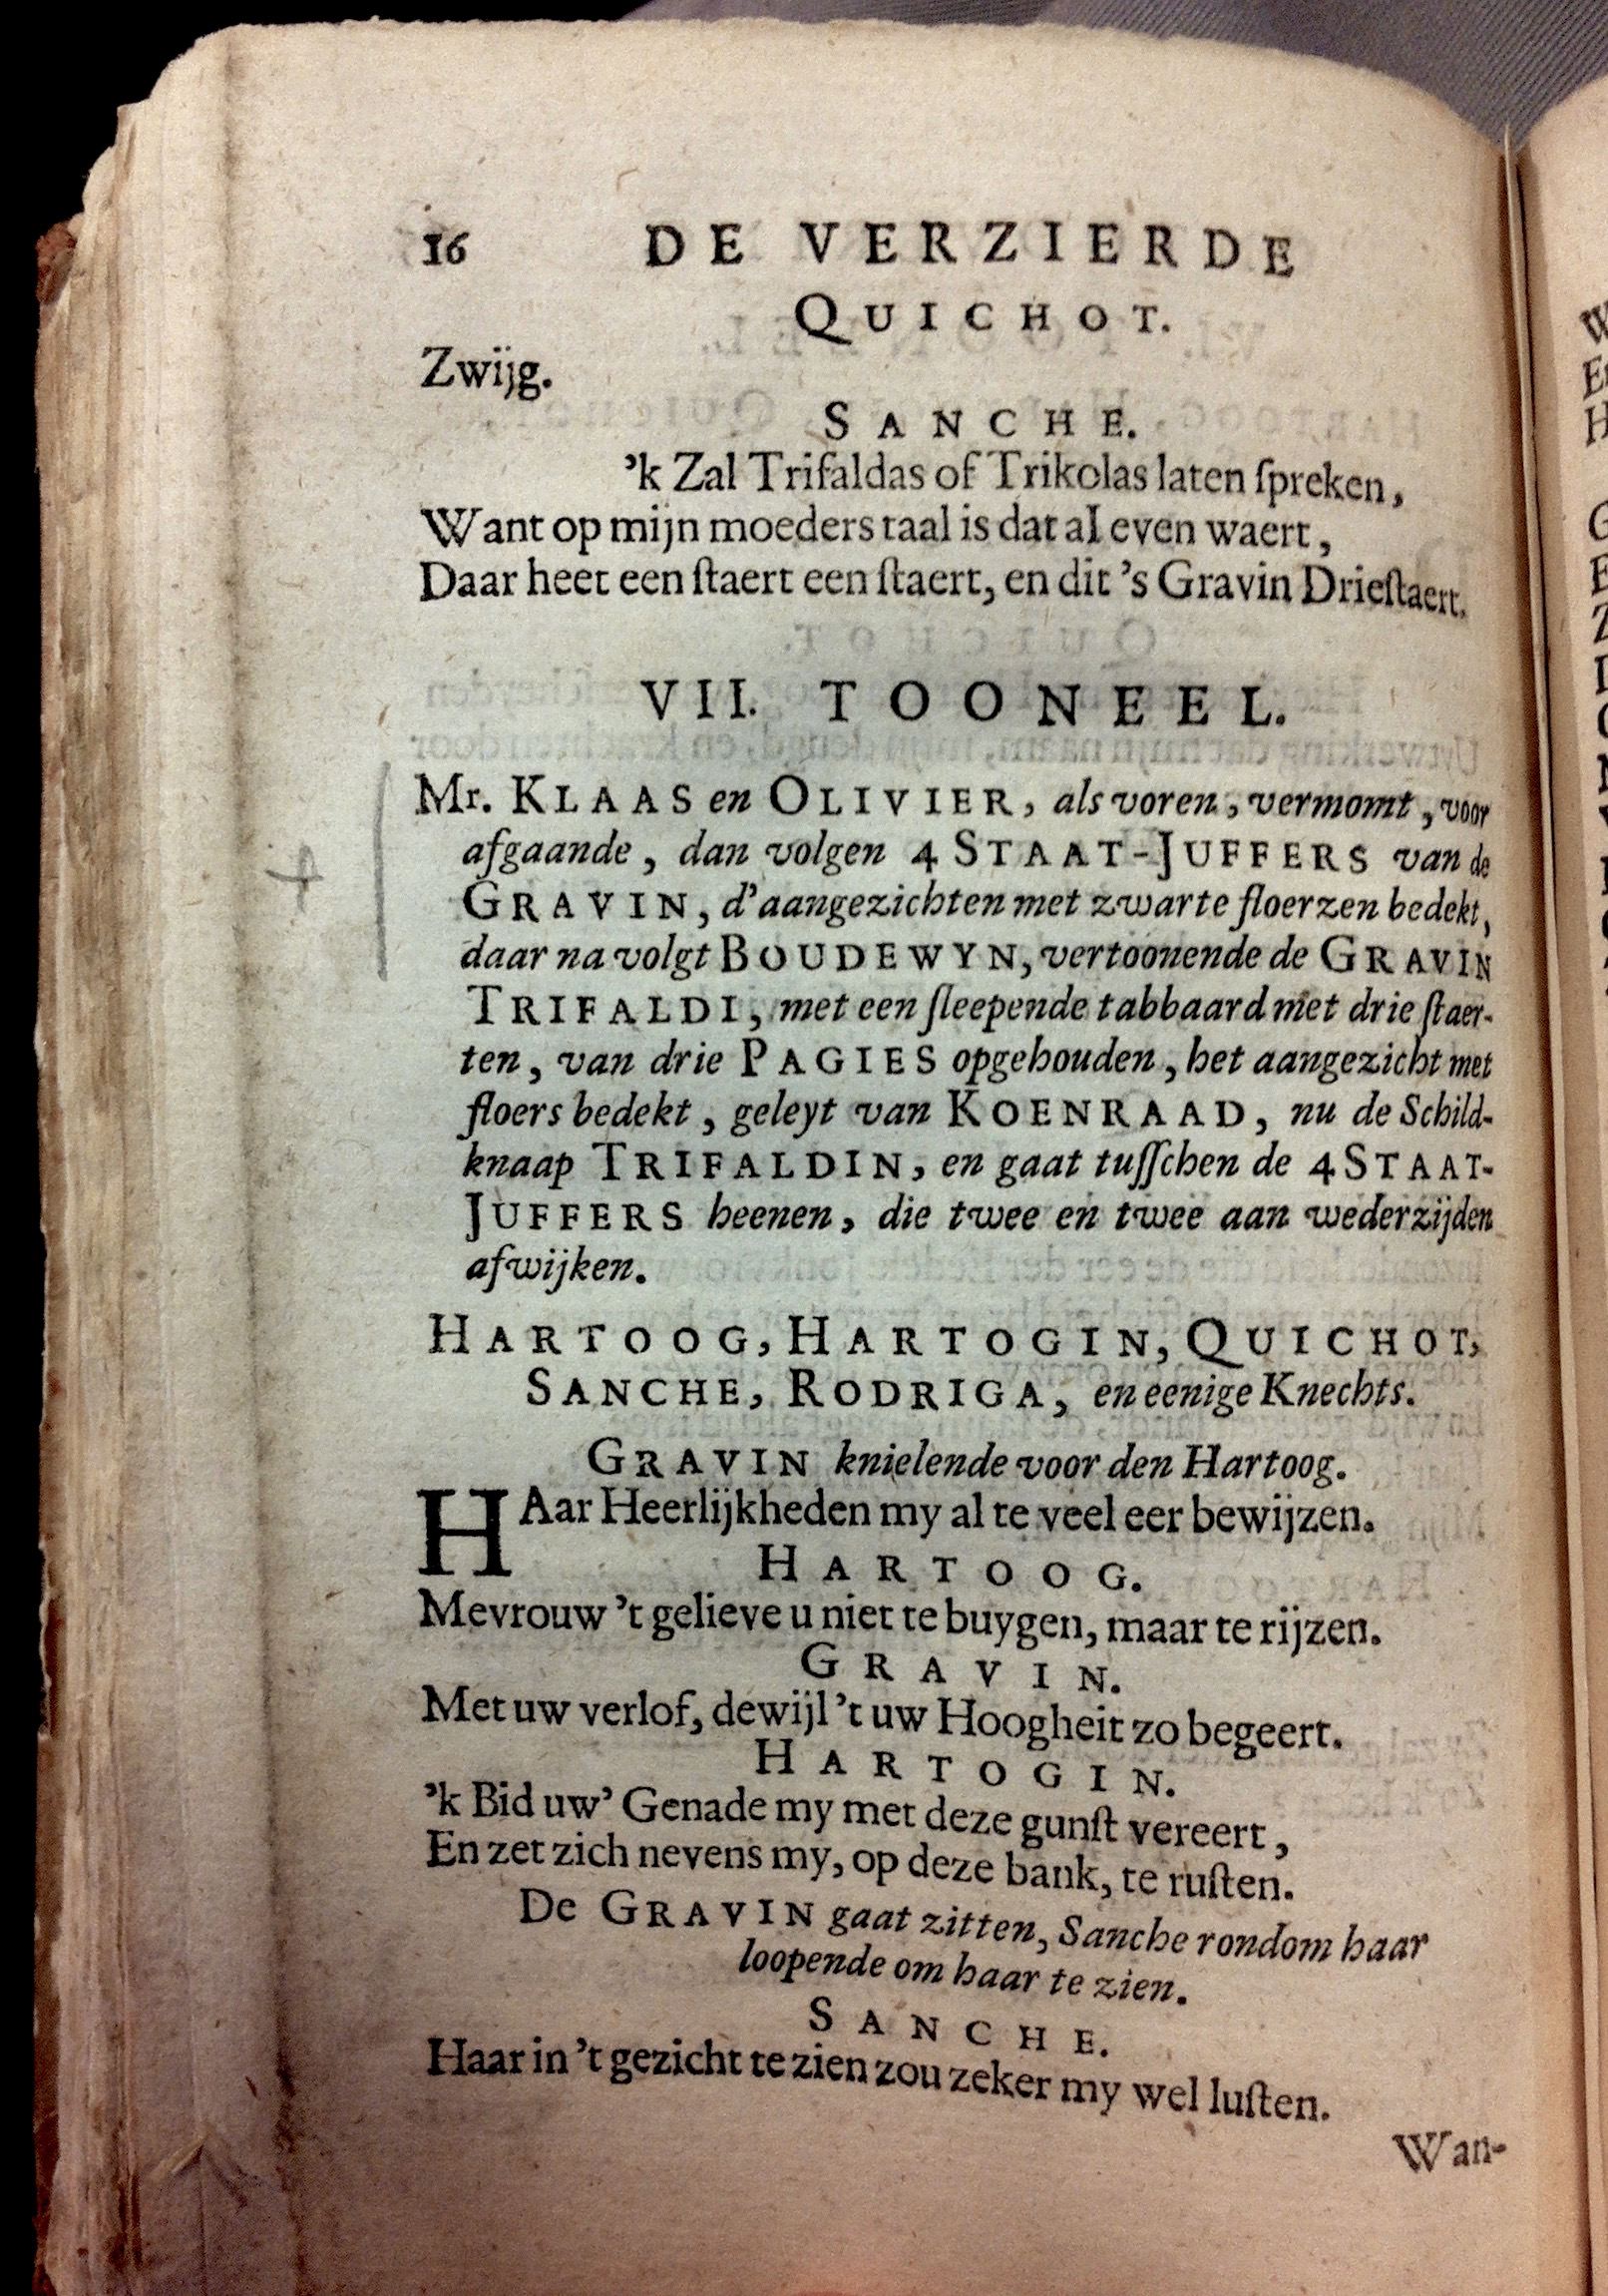 16 DE VERZIERDE
QUICHOT.
Zwijg.
SANCHE.
'k Zal Trifaldas of Trikolas laten ſpreken,
Want op mijn moeders taal is dat al even waert,
Daar heet een ſtaert een ſtaert, en dit 's Gravin Drieſtaert.
VII. TOONEEL.
Mr. KLAAS en OLIVIER, als voren, vermomt, voor
afgaande, dan volgen 4 STAAT-JUFFERS van de
GRAVIN, d'aangezichten met zwarte floerzen bedekt,
daar na volgt BOUDEWYN, vertoonende de GRAVIN
TRIFALDI, met een ſleepende tabbaard met drie ſtaer-
ten, van drie PAGIES opgehouden, het aangezicht met
floers bedekt, geleyt van KOENRAAD, nu de Schild-
knaap TRIFALDIN, en gaat tuſſchen de 4 STAAT-
JUFFERS heenen, die twee en twee aan wederzijden
afwijken.
HARTOOG, HARTOGIN, QUICHOT,
SANCHE, RODRIGA, en eenige Knechts.
GRAVIN knielende voor den Hartoog.
HAar Heerlijkheden my al te veel eer bewijzen.
HARTOOG.
Mevrouw 't gelieve u niet te buygen, maar te rijzen.
GRAVIN.
Met uw verlof, dewijl 't uw Hoogheit zo begeert.
HARTOGIN.
'k Bid uw' Genade my met deze gunſt vereert,
En zet zich nevens my, op deze bank, te ruſten.
De GRAVIN gaat zitten, Sanche rondom haar
loopende om haar te zien.
SANCHE.
Haar in 't gezicht te zien zou zeker my wel luſten.
Wan-